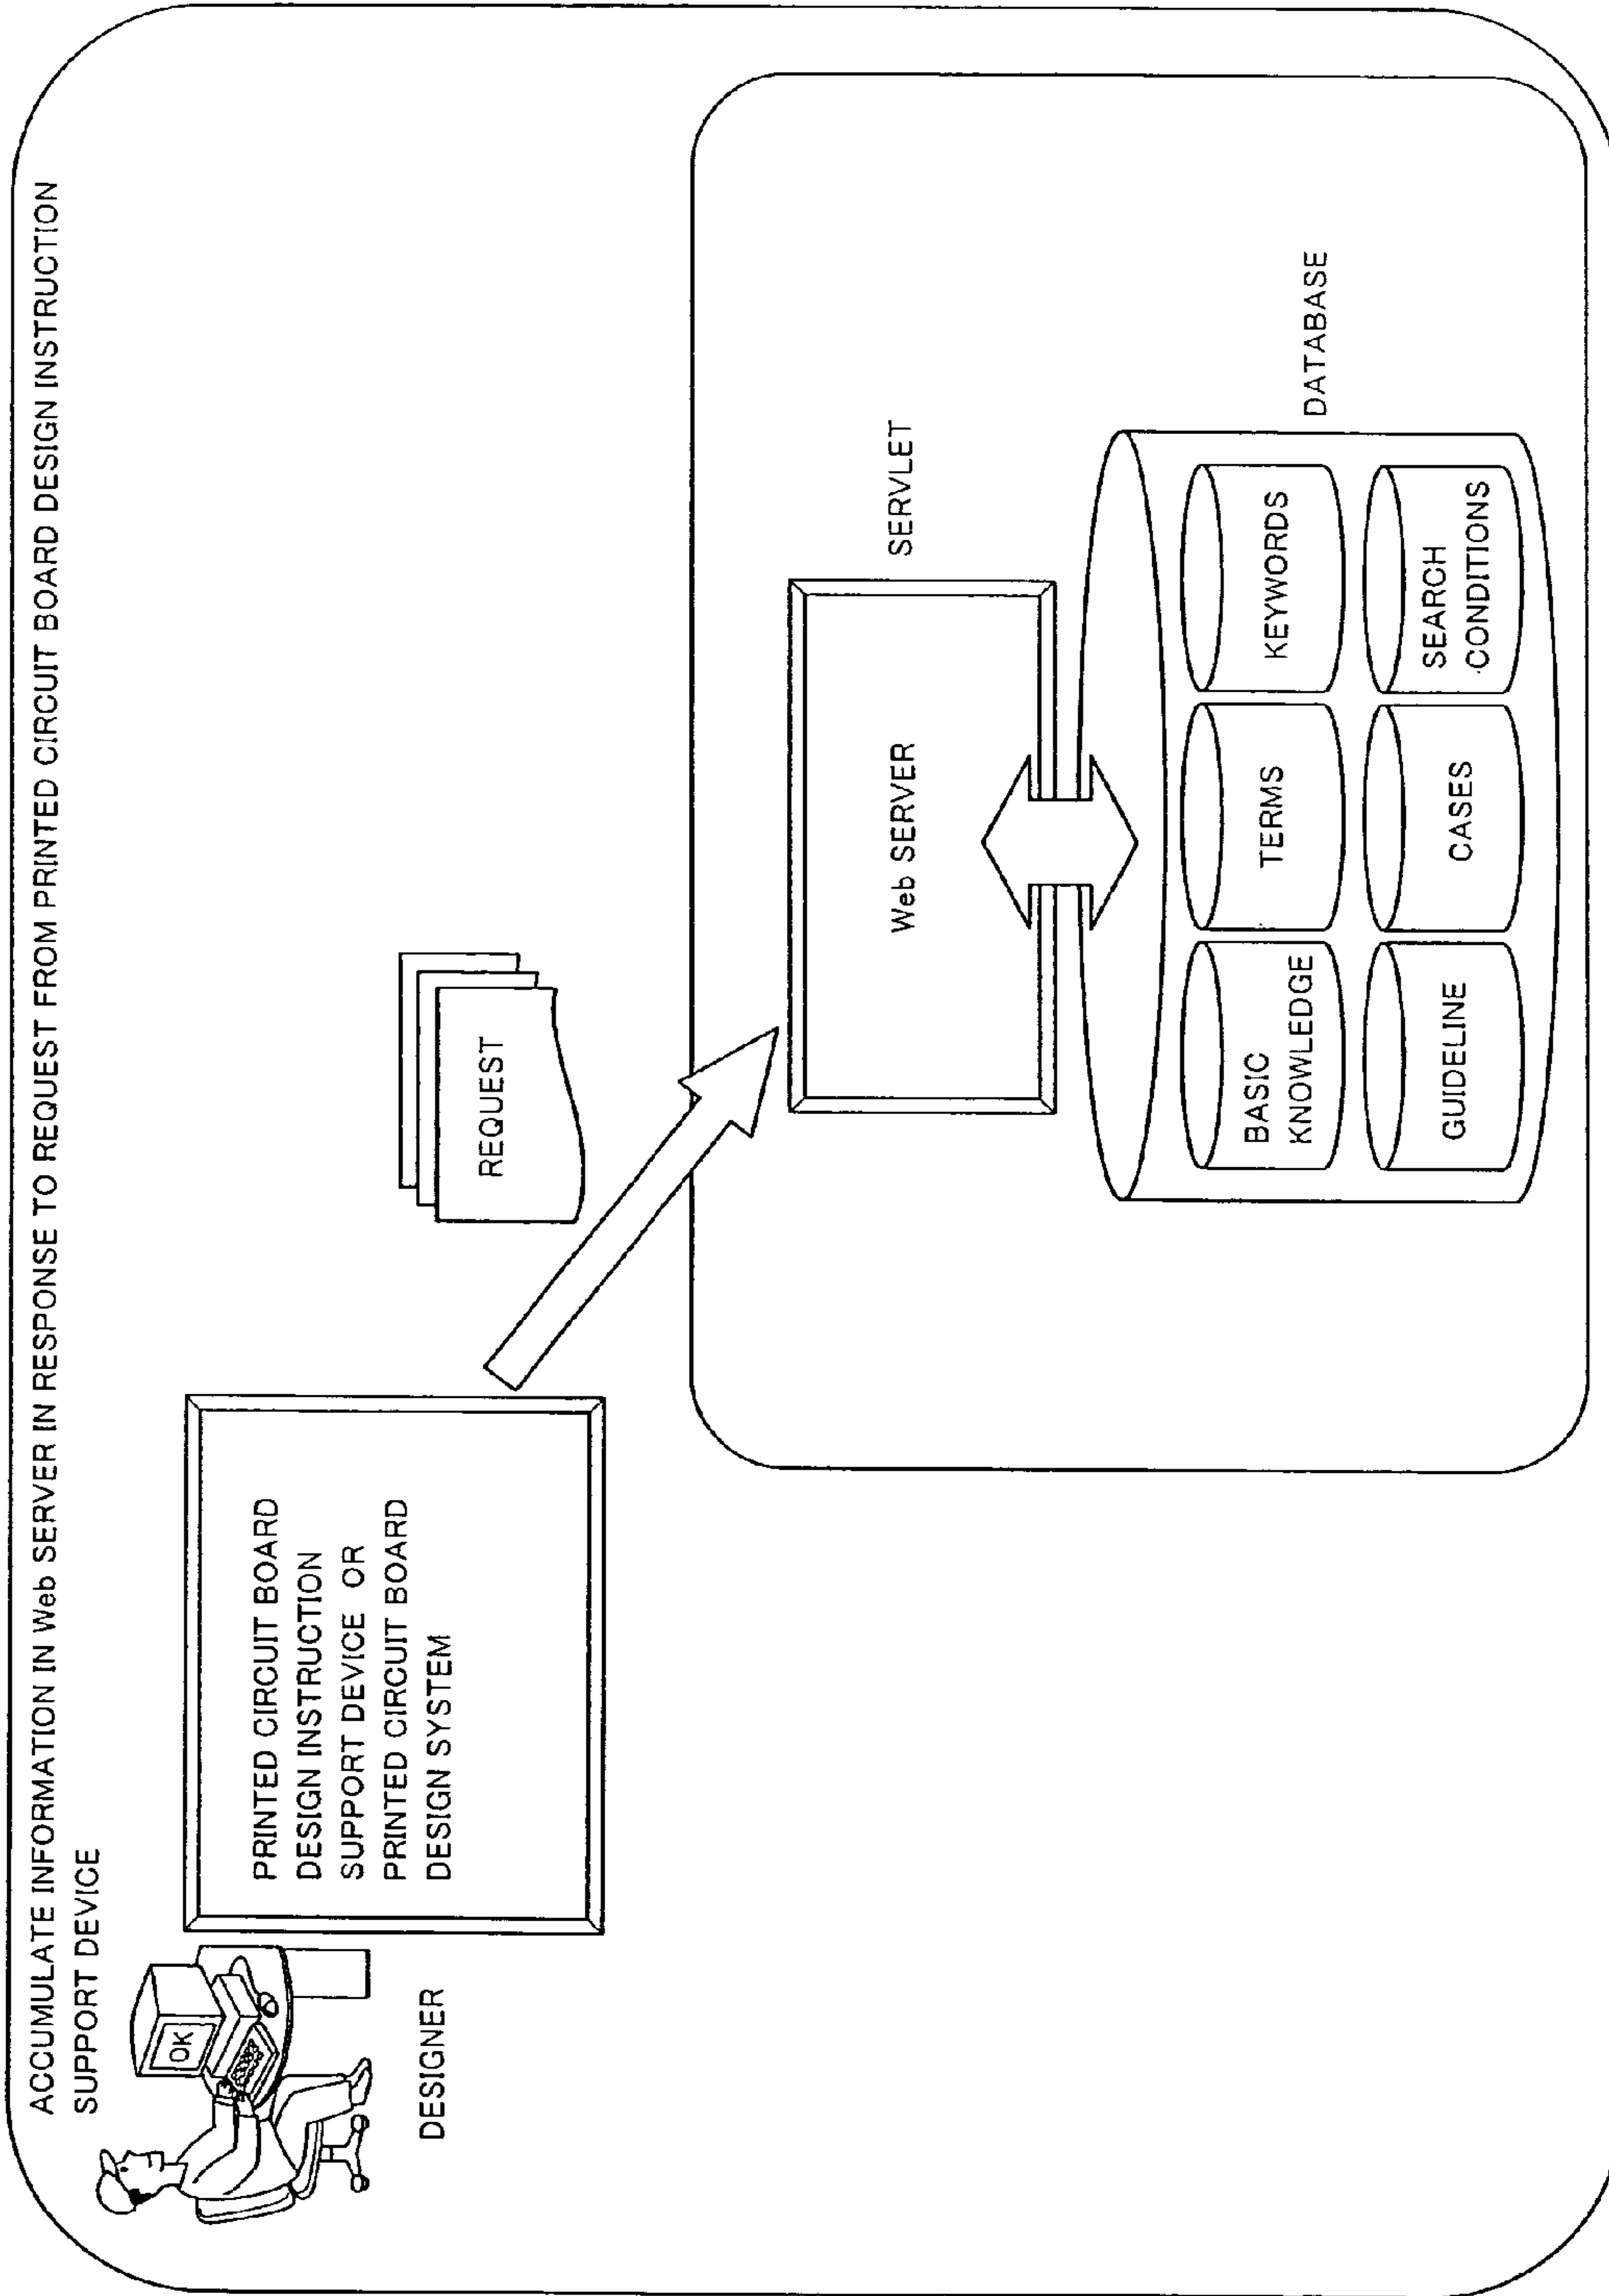 ACCUMULATE INFORMATION IN Web SERVER IN RESPONSE TO REQUEST FROM PRINTED CIRCUIT BOARD DESIGN INSTRUCTION
SUPPORT DEVICE
OK
DESIGNER
PRINTED CIRCUIT BOARD
DESIGN INSTRUCTION
SUPPORT DEVICE OR
PRINTED CIRCUIT BOARD
DESIGN SYSTEM
REQUEST
Web SERVER
SERVLET
DATABASE
BASIC
KNOWLEDGE
TERMS
KEYWORDS
GUIDELINE
CASES
SEARCH
CONDITIONS